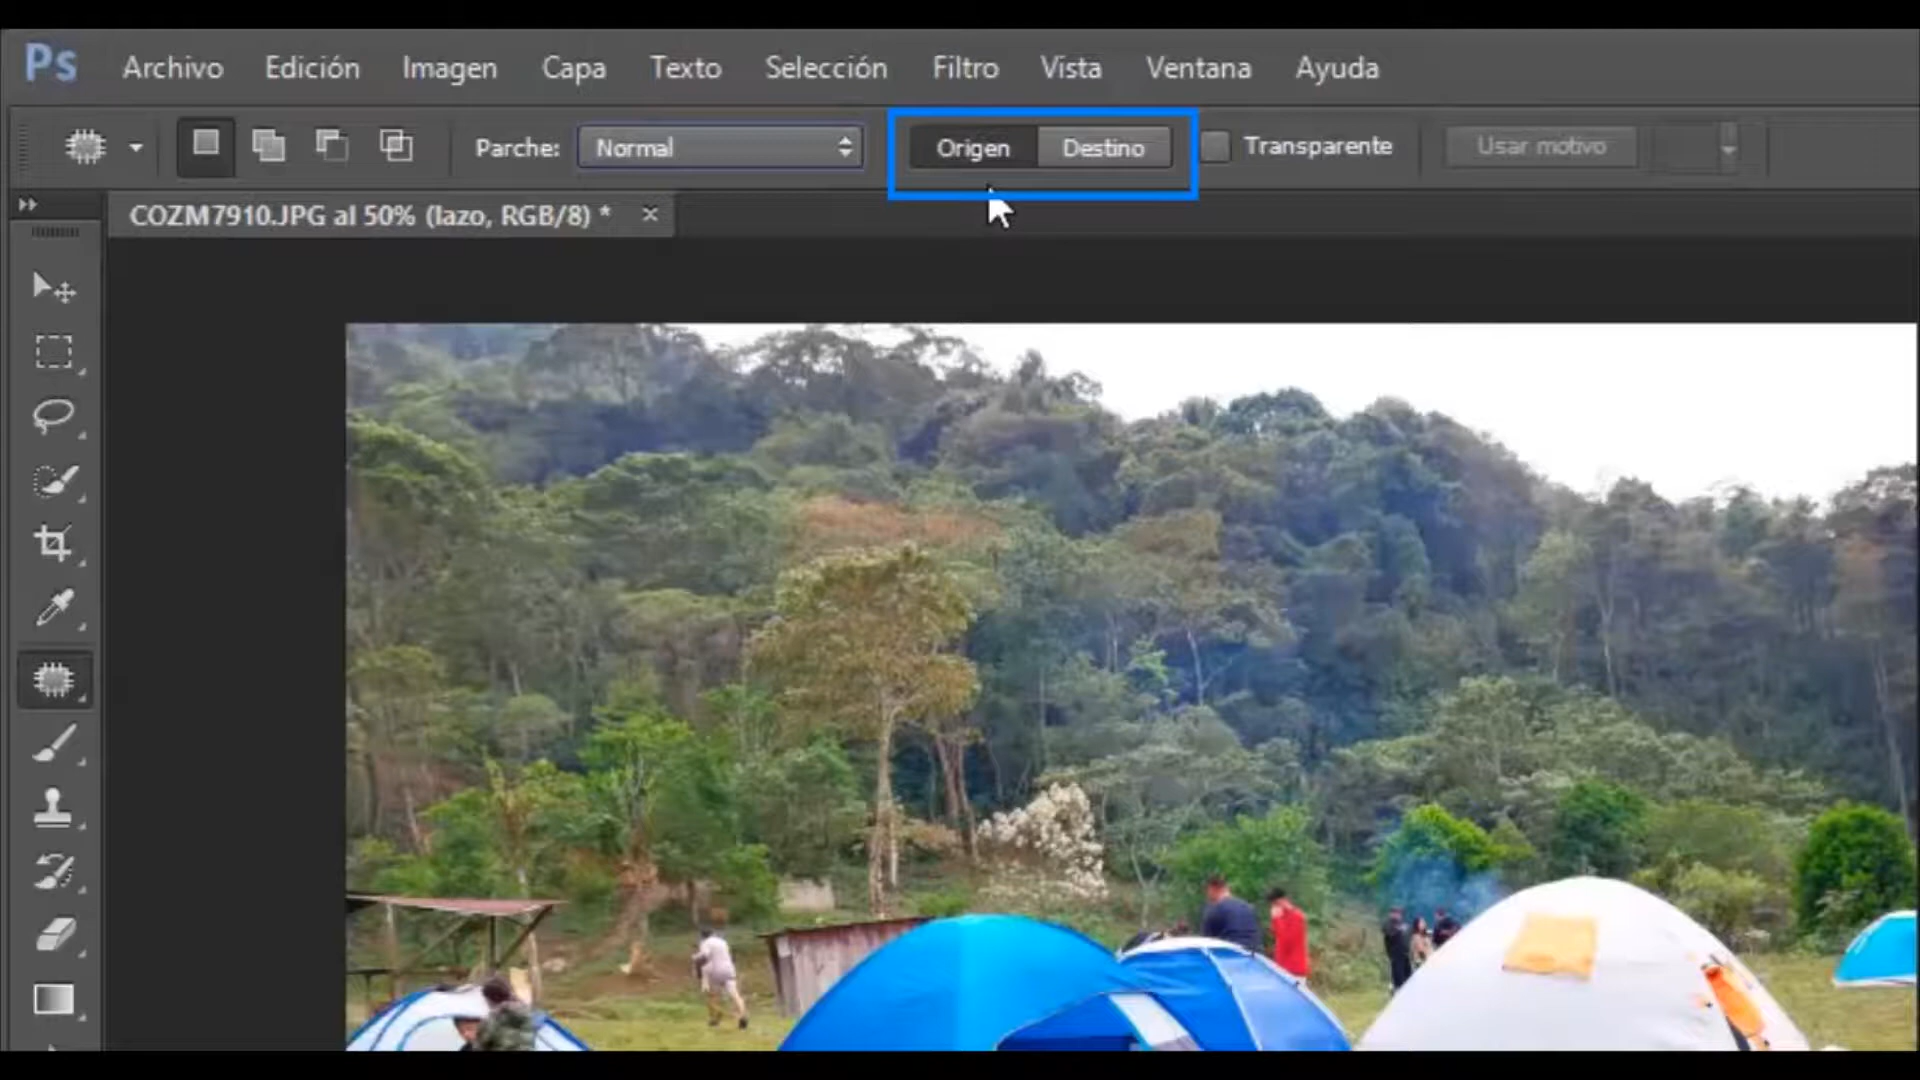 Ps Archivo Edición Imagen Capa Texto Selección Filtro Vista Ventana Ayuda
Parche: Normal Origen Destino Transparente Usar motivo
COZM7910.JPG al 50% (lazo, RGB/8) * ×